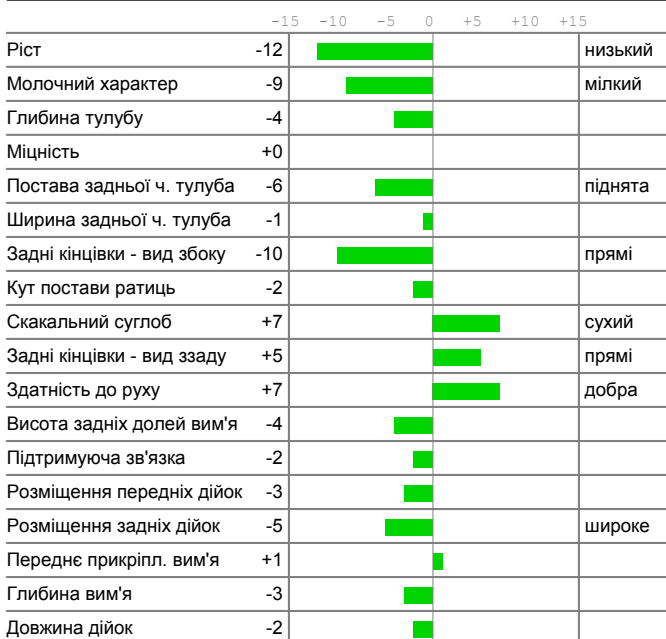 -15 -10 -5 0 +5 +10 +15
Ріст -12 низький
Молочний характер -9 мілкий
Глибина тулубу -4
Міцність +0
Постава задньої ч. тулуба -6 піднята
Ширина задньої ч. тулуба -1
Задні кінцівки - вид збоку -10 прямі
Кут постави ратиць -2
Скакальний суглоб +7 сухий
Задні кінцівки - вид ззаду +5 прямі
Здатність до руху +7 добра
Висота задніх долей вим'я -4
Підтримуюча зв'язка -2
Розміщення передніх дійок -3
Розміщення задніх дійок -5 широке
Переднє прикріпл. вим'я +1
Глибина вим'я -3
Довжина дійок -2